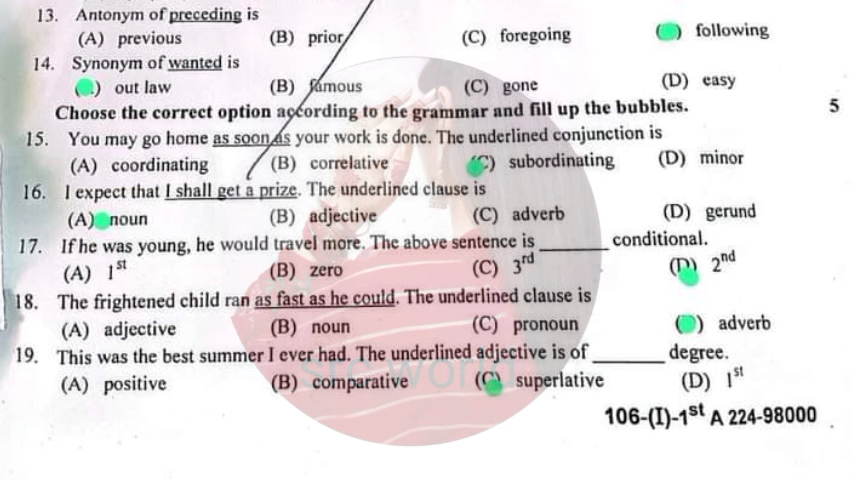 13. Antonym of preceding is
(A) previous (B) prior (C) foregoing ( ) following
14. Synonym of wanted is
( ) out law (B) famous (C) gone (D) easy
Choose the correct option according to the grammar and fill up the bubbles. 5
15. You may go home as soon as your work is done. The underlined conjunction is
(A) coordinating (B) correlative (C) subordinating (D) minor
16. I expect that I shall get a prize. The underlined clause is
(A) noun (B) adjective (C) adverb (D) gerund
17. If he was young, he would travel more. The above sentence is ______ conditional.
(A) 1st (B) zero (C) 3rd (D) 2nd
18. The frightened child ran as fast as he could. The underlined clause is
(A) adjective (B) noun (C) pronoun ( ) adverb
19. This was the best summer I ever had. The underlined adjective is of ______ degree.
(A) positive (B) comparative (C) superlative (D) 1st
world
106-(I)-1st A 224-98000